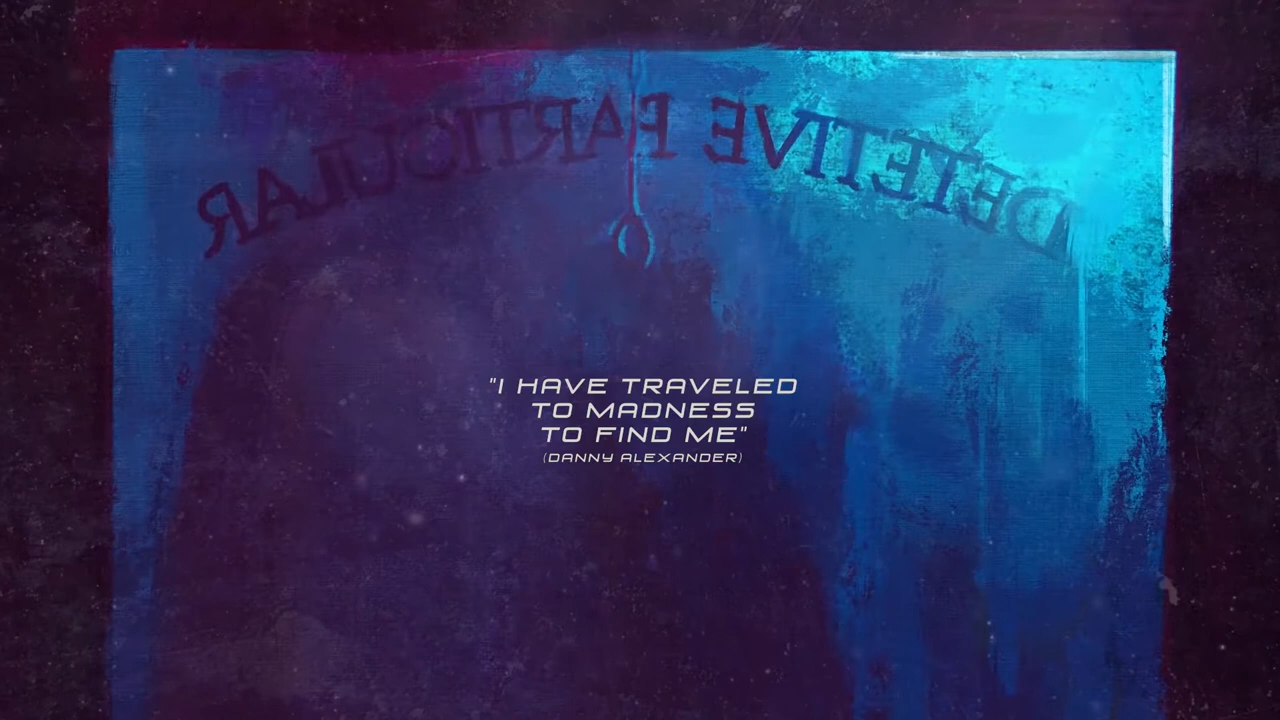 DETETIVE PARTICULAR
"I HAVE TRAVELED
TO MADNESS
TO FIND ME"
(DANNY ALEXANDER)